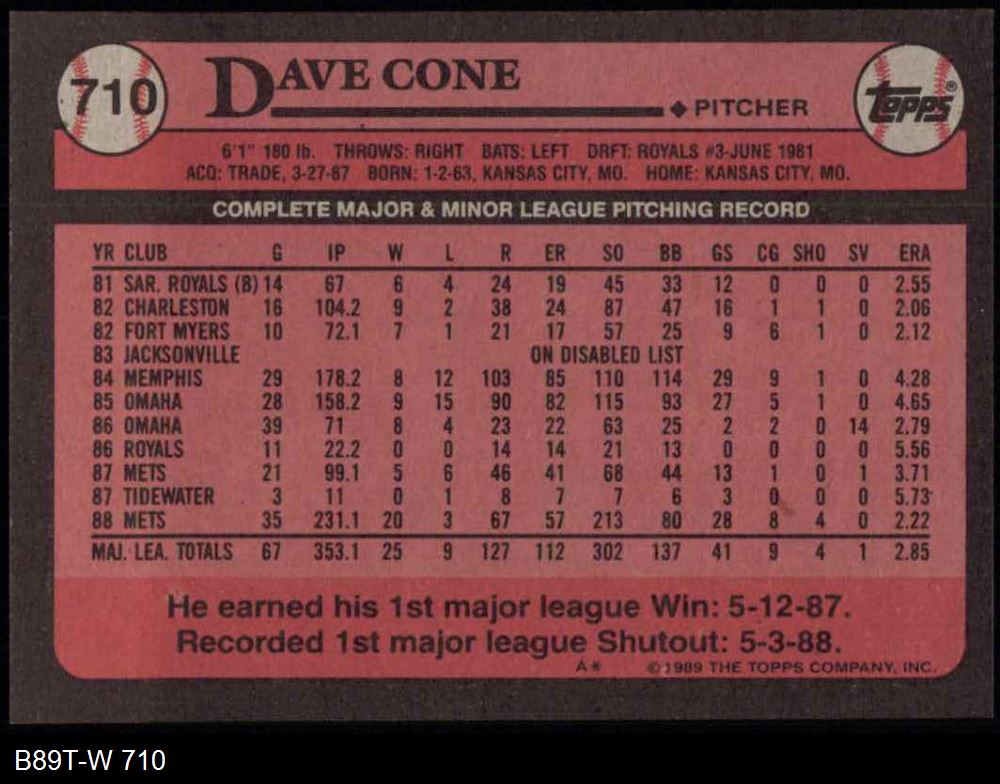 710
DAVE CONE
PITCHER
Topps®
6'1" 180 lb. THROWS: RIGHT BATS: LEFT DRFT: ROYALS #3-JUNE 1981
ACQ: TRADE, 3-27-87 BORN: 1-2-63, KANSAS CITY, MO. HOME: KANSAS CITY, MO.
COMPLETE MAJOR & MINOR LEAGUE PITCHING RECORD
YR CLUB G IP W L R ER SO BB GS CG SHO SV ERA
81 SAR. ROYALS (B) 14 67 6 4 24 19 45 33 12 0 0 0 2.55
82 CHARLESTON 16 104.2 9 2 38 24 87 47 16 1 1 0 2.06
82 FORT MYERS 10 72.1 7 1 21 17 57 25 9 6 1 0 2.12
83 JACKSONVILLE ON DISABLED LIST
84 MEMPHIS 29 178.2 8 12 103 85 110 114 29 9 1 0 4.28
85 OMAHA 28 158.2 9 15 90 82 115 93 27 5 1 0 4.65
86 OMAHA 39 71 8 4 23 22 63 25 2 2 0 14 2.79
86 ROYALS 11 22.2 0 0 14 14 21 13 0 0 0 0 5.56
87 METS 21 99.1 5 6 46 41 68 44 13 1 0 1 3.71
87 TIDEWATER 3 11 0 1 8 7 7 6 3 0 0 0 5.73
88 METS 35 231.1 20 3 67 57 213 80 28 8 4 0 2.22
MAJ. LEA. TOTALS 67 353.1 25 9 127 112 302 137 41 9 4 1 2.85
He earned his 1st major league Win: 5-12-87.
Recorded 1st major league Shutout: 5-3-88.
A* © 1989 THE TOPPS COMPANY, INC.
B89T-W 710